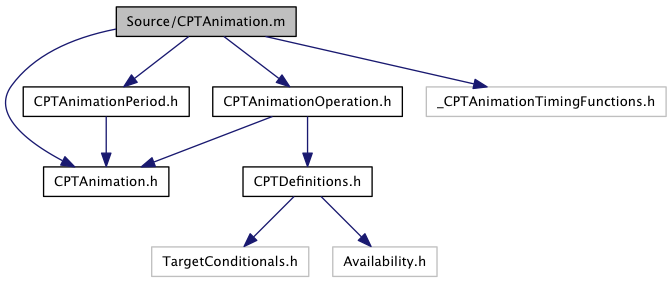 Source/CPTAnimation.m
CPTAnimationPeriod.h
CPTAnimationOperation.h
_CPTAnimationTimingFunctions.h
CPTAnimation.h
CPTDefinitions.h
TargetConditionals.h
Availability.h